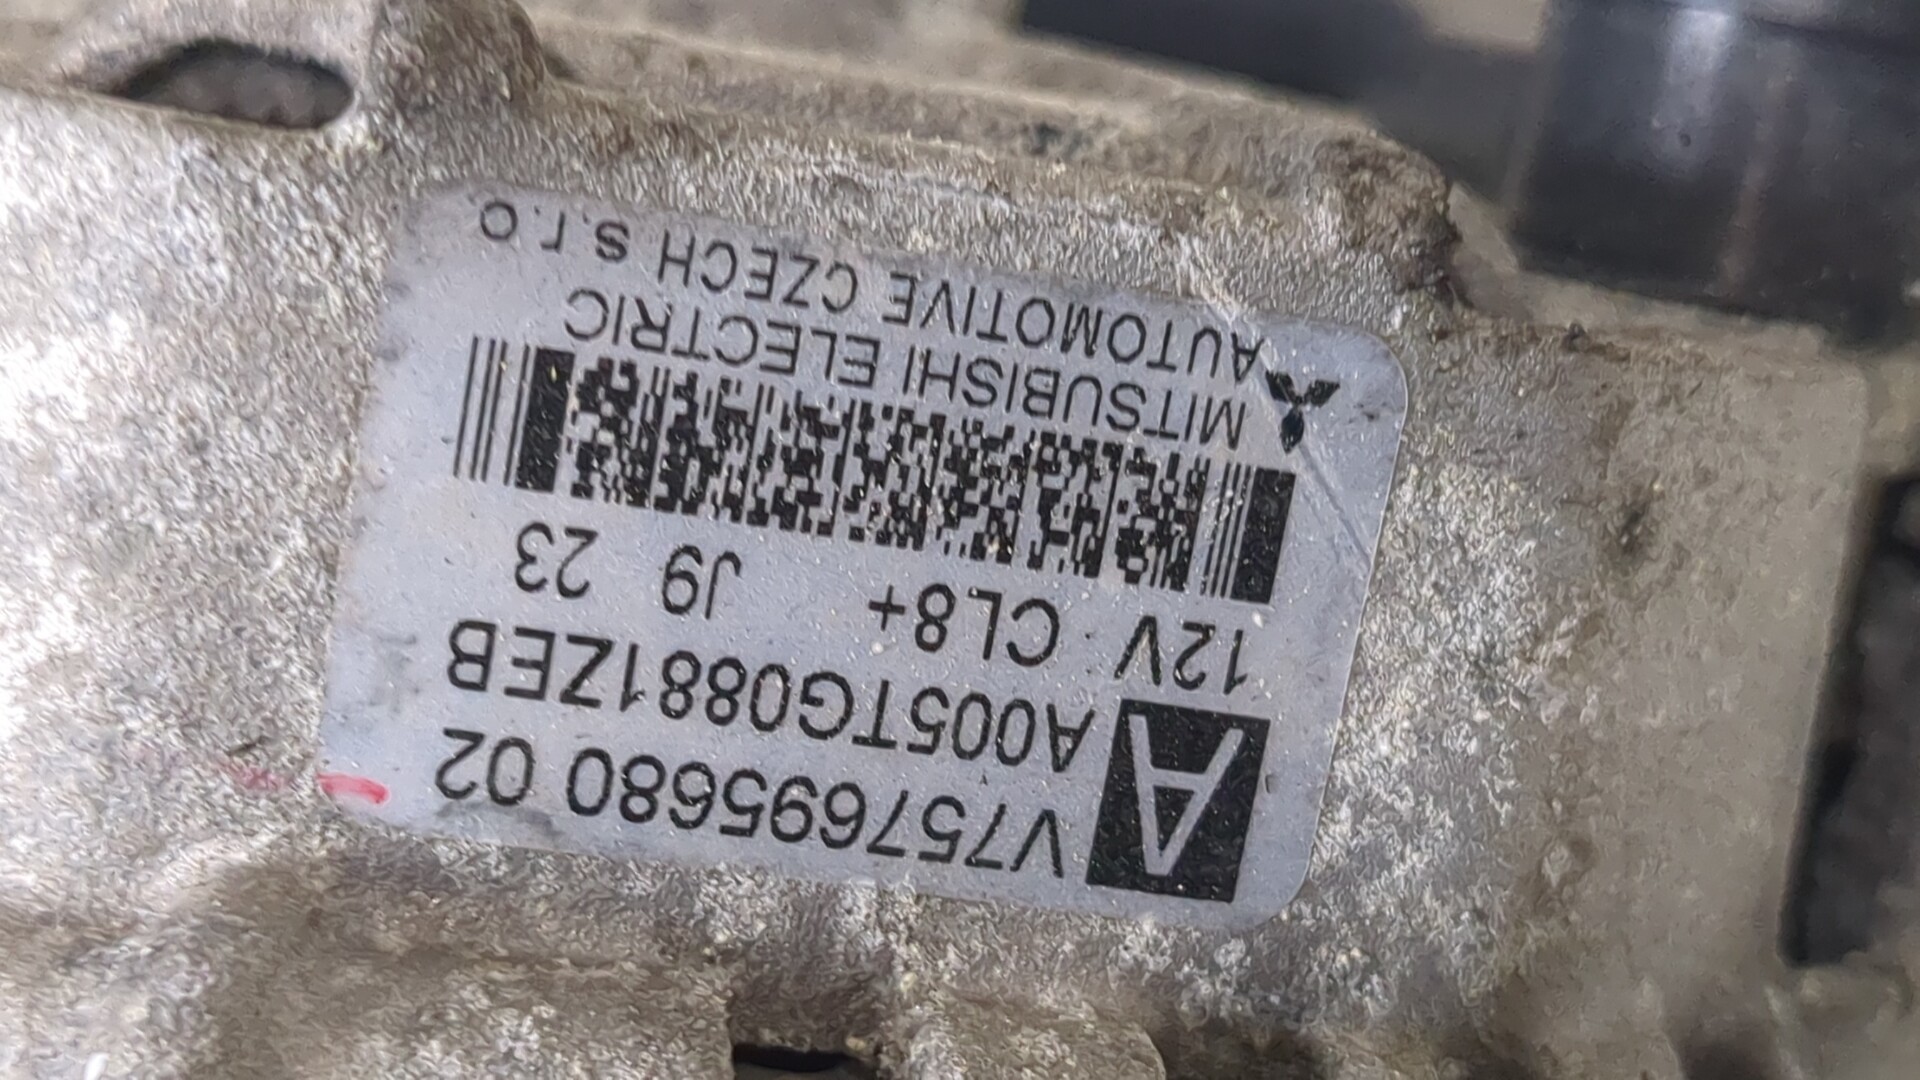 A
V757695680 02
A005TG0881ZEB
12V CL8+ J9 23
MITSUBISHI ELECTRIC
AUTOMOTIVE CZECH s.r.o.